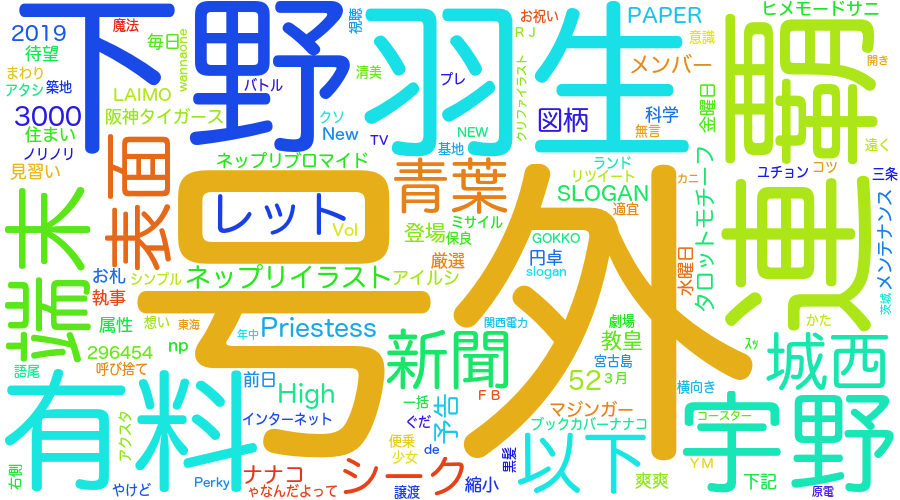 2019
待望
まわり
アタシ
築地
3000
住まい
ノリノリ
見習い
魔法
毎日
wannaone
LAIMO
阪神タイガース
下野
バトル
ネップリブロマイド
視聴
清美
クソ
New
TV
プレ
羽生
お祝い
RJ
クリファイラスト
NEW
基地
図柄
PAPER
意識
メンバー
科学
無言
金曜日
ヒメモードサニ
覇
開き
遠く
ユチョン
コツ
三条
端末
表面
号外
レット
Vol
青葉
登場
ミサイル
保良
ランド
リツイート
カニ
SLOGAN
適宜
GOKKO
円卓
slogan
水曜日
タロットモチーフ
運
メンテナンス
茨城
お札
シンプル
ネップリイラスト
アイルシ
厳選
執事
属性
想い
東海
年中
Priestess
関西電力
劇場
教皇
宮古島
かた
296454
np
呼び捨て
語尾
新聞
52
3月
横向き
城西
ｽｯ
有料
前日
High
インターネット
アクスタ
右側
やけど
Perky
ナナコ
ゃなんだよって
シーク
一括
ぐだ
便乗
少女
de
予告
譲渡
縮小
黒髪
FB
マジンガー
ブックカバーナナコ
以下
爽爽
宇野
コースター
YM
下記
原電